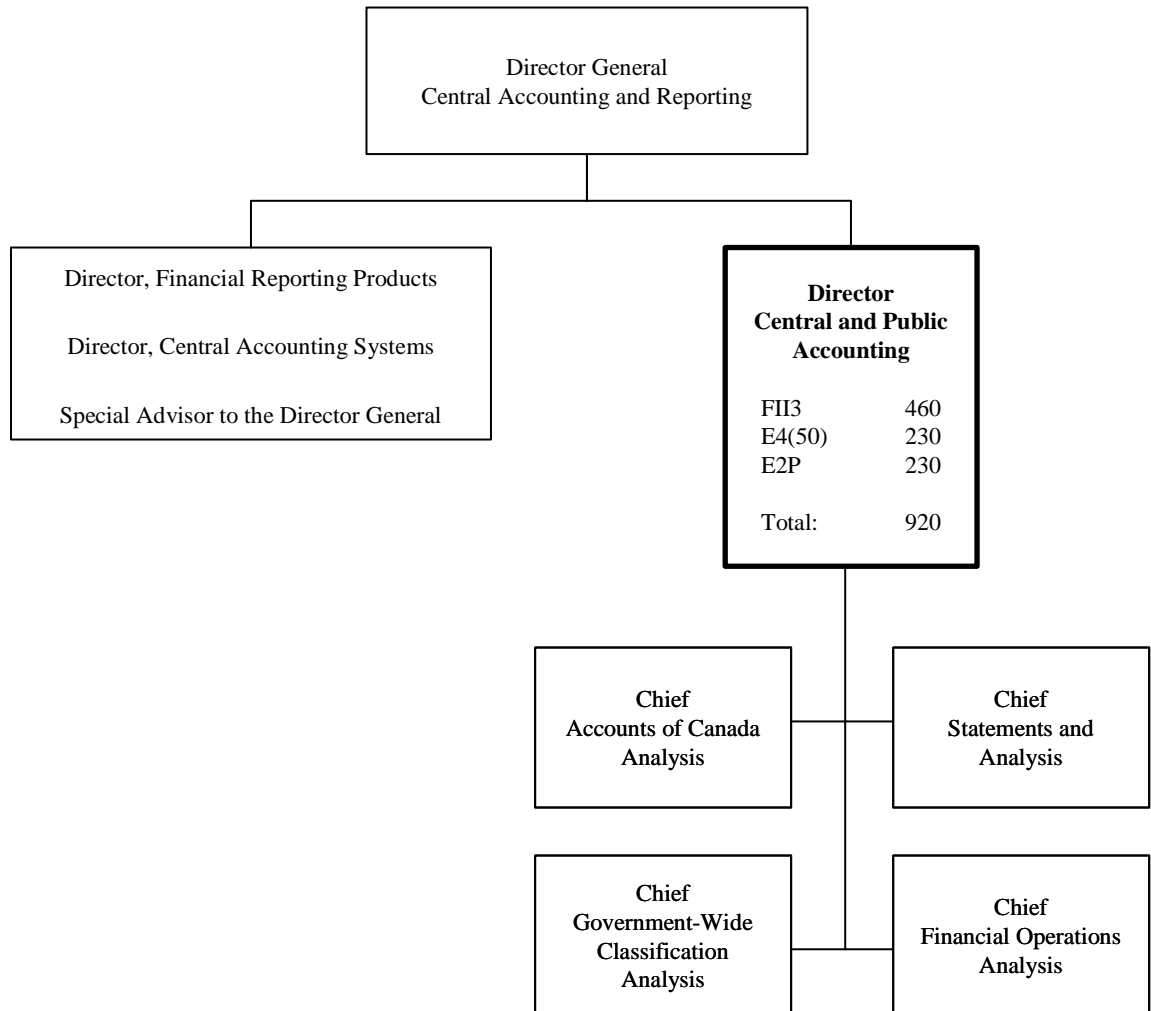 Director General
Central Accounting and Reporting
Director, Financial Reporting Products
Director, Central Accounting Systems
Special Advisor to the Director General
Director
Central and Public
Accounting
FII3 460
E4(50) 230
E2P 230
Total: 920
Chief
Accounts of Canada
Analysis
Chief
Statements and
Analysis
Chief
Government-Wide
Classification
Analysis
Chief
Financial Operations
Analysis